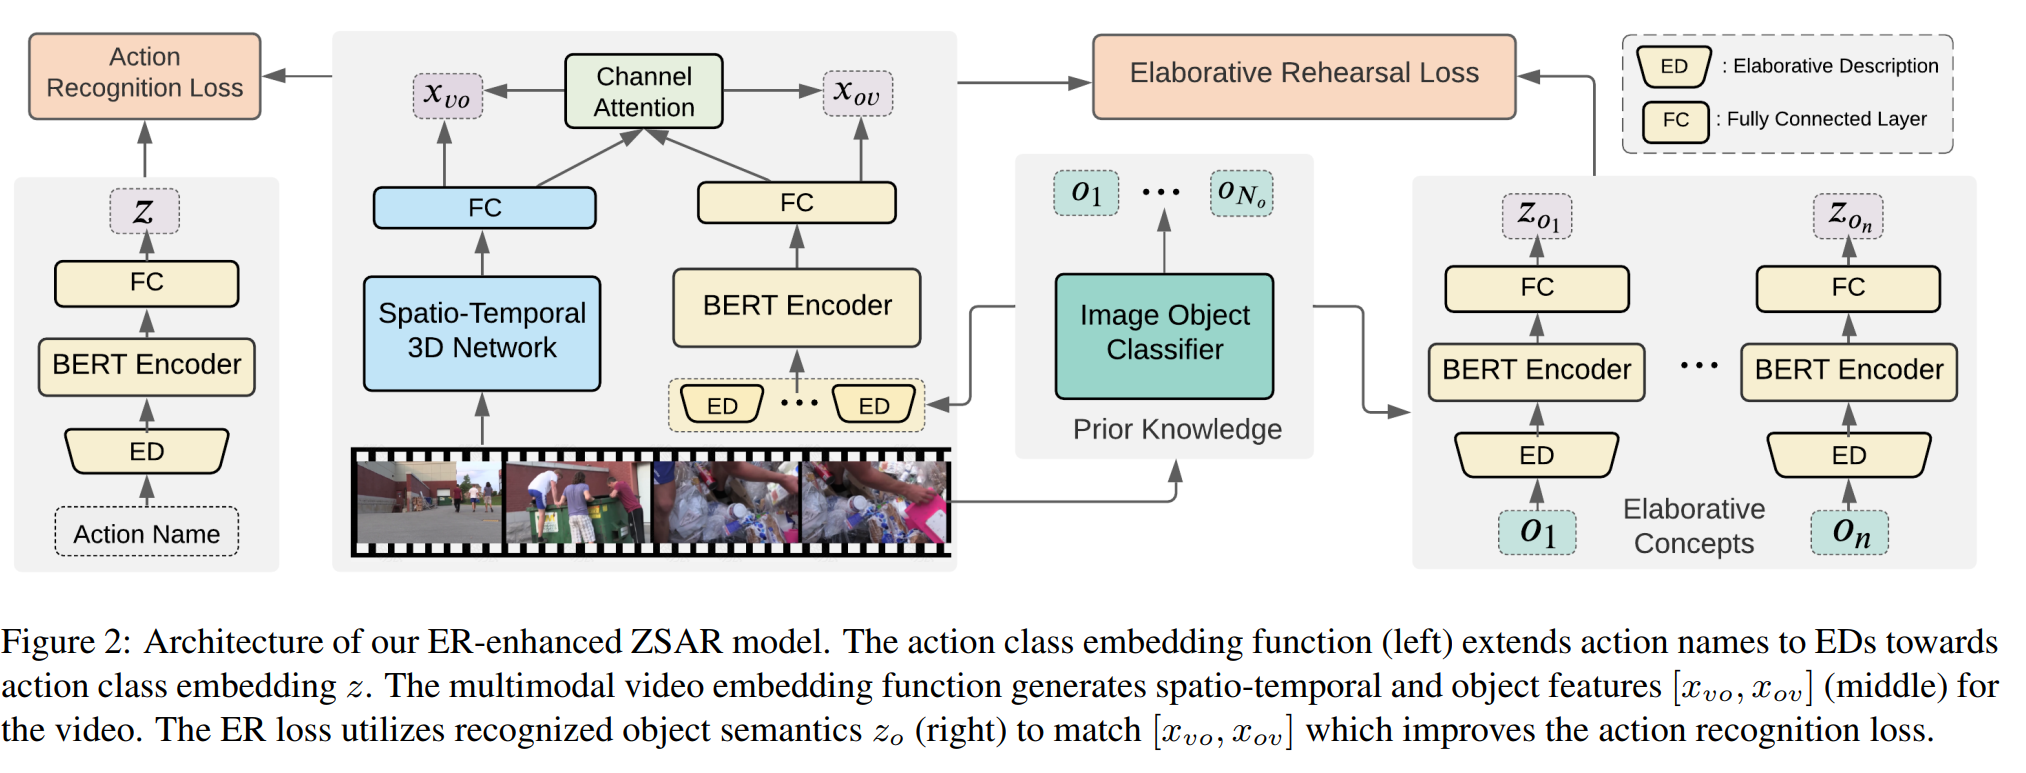 Action
Recognition Loss
z
FC
BERT Encoder
ED
Action Name
x_{vo}
Channel
Attention
x_{ov}
FC
FC
Spatio-Temporal
3D Network
BERT Encoder
ED ... ED
Elaborative Rehearsal Loss
o_1 ... o_{N_o}
Image Object
Classifier
Prior Knowledge
ED : Elaborative Description
FC : Fully Connected Layer
z_{o_1} z_{o_n}
FC FC
BERT Encoder ... BERT Encoder
ED ED
Elaborative
Concepts
o_1 o_n
Figure 2: Architecture of our ER-enhanced ZSAR model. The action class embedding function (left) extends action names to EDs towards
action class embedding z. The multimodal video embedding function generates spatio-temporal and object features [x_{vo}, x_{ov}] (middle) for
the video. The ER loss utilizes recognized object semantics z_o (right) to match [x_{vo}, x_{ov}] which improves the action recognition loss.